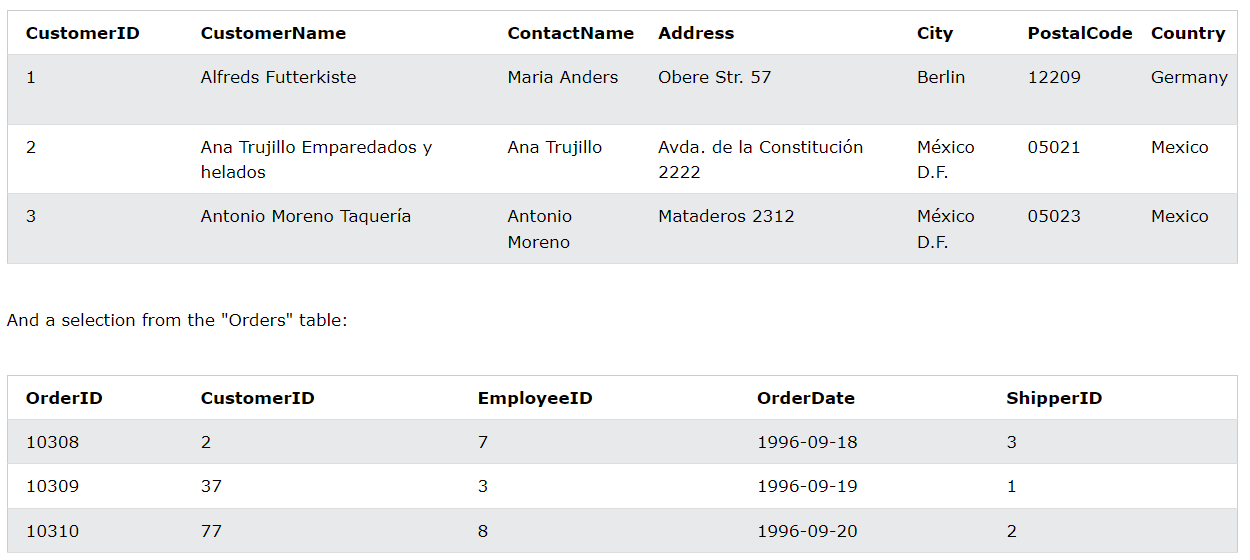 CustomerID CustomerName ContactName Address City PostalCode Country
1 Alfreds Futterkiste Maria Anders Obere Str. 57 Berlin 12209 Germany
2 Ana Trujillo Emparedados y Ana Trujillo Avda. de la Constitución México 05021 Mexico
helados 2222 D.F.
3 Antonio Moreno Taquería Antonio Mataderos 2312 México 05023 Mexico
Moreno D.F.
And a selection from the "Orders" table:
OrderID CustomerID EmployeeID OrderDate ShipperID
10308 2 7 1996-09-18 3
10309 37 3 1996-09-19 1
10310 77 8 1996-09-20 2